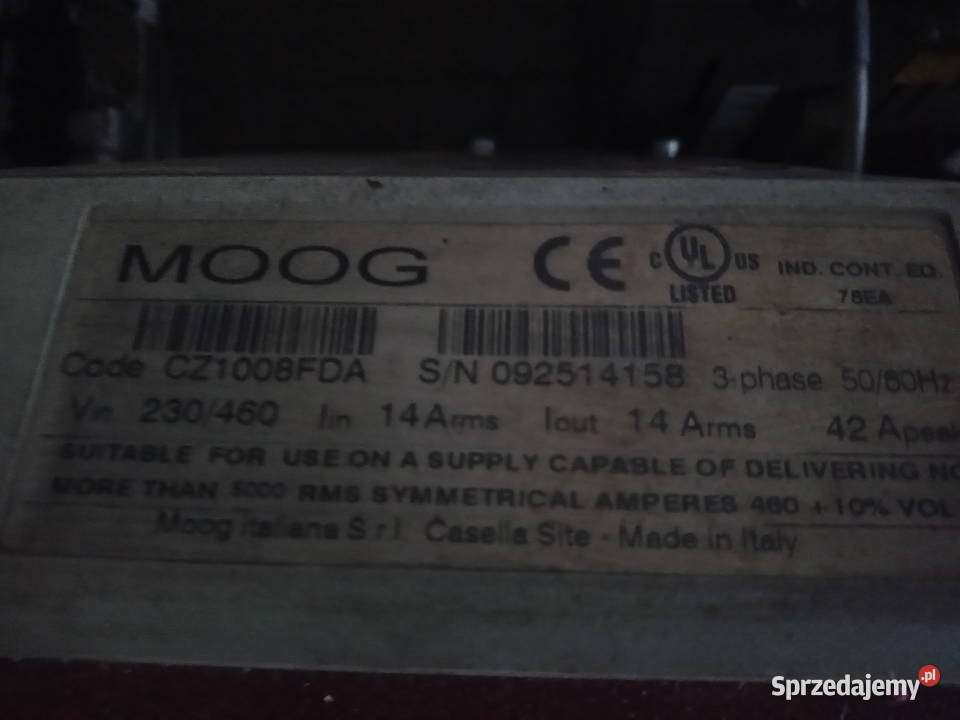 MOOG CE C UL US LISTED IND. CONT. EQ. 78EA
Code CZ1008FDA S/N 092514158 3-phase 50/60Hz
Vin 230/460 Iin 14 Arms Iout 14 Arms 42 Apeak
SUITABLE FOR USE ON A SUPPLY CAPABLE OF DELIVERING NO
MORE THAN 5000 RMS SYMMETRICAL AMPERES 460 + 10% VOL
Moog Italiana S r l Casella Site - Made in Italy
Sprzedajemy.pl